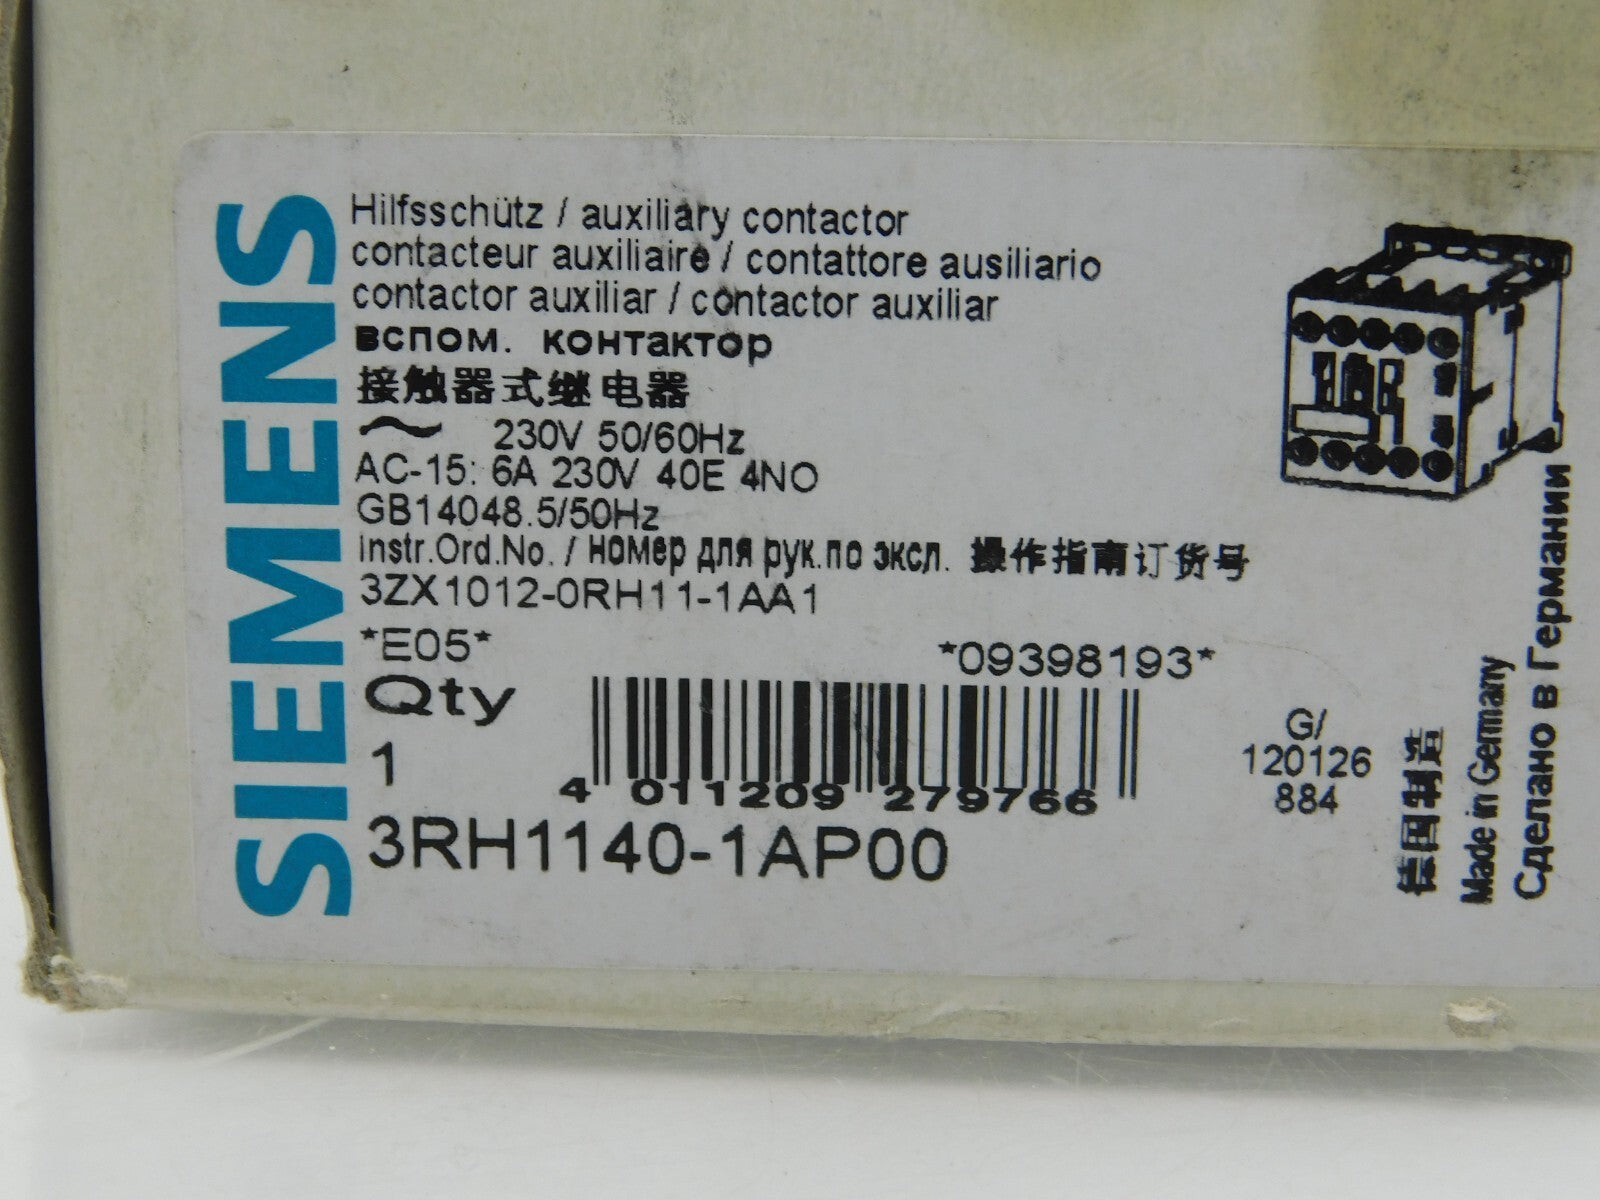 SIEMENS
Hilfsschütz / auxiliary contactor
contacteur auxiliaire / contattore ausiliario
contactor auxiliar / contactor auxiliar
вспом. контактор
接触器式继电器
~ 230V 50/60Hz
AC-15: 6A 230V 40E 4NO
GB14048.5/50Hz
Instr.Ord.No. / номер для рук.по экспл. 操作指南订货号
3ZX1012-0RH11-1AA1
*E05*
*09398193*
Qty
1
4 011209 279766
3RH1140-1AP00
G/
120126
884
德国制造
Made in Germany
Сделано в Германии